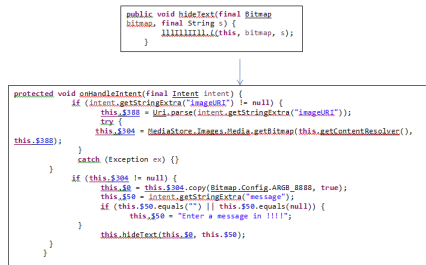 public void hideText(final Bitmap
bitmap, final String s) {
lllIllIIll.(this, bitmap, s);
}
protected void onHandleIntent(final Intent intent) {
if (intent.getStringExtra("imageURI") != null) {
this.$388 = Uri.parse(intent.getStringExtra("imageURI"));
try {
this.$304 = MediaStore.Images.Media.getBitmap(this.getContentResolver(),
this.$388);
}
catch (Exception ex) {}
}
if (this.$304 != null) {
this.$0 = this.$304.copy(Bitmap.Config.ARGB_8888, true);
this.$50 = intent.getStringExtra("message");
if (this.$50.equals("") || this.$50.equals(null)) {
this.$50 = "Enter a message in !!!!";
}
this.hideText(this.$0, this.$50);
}
}